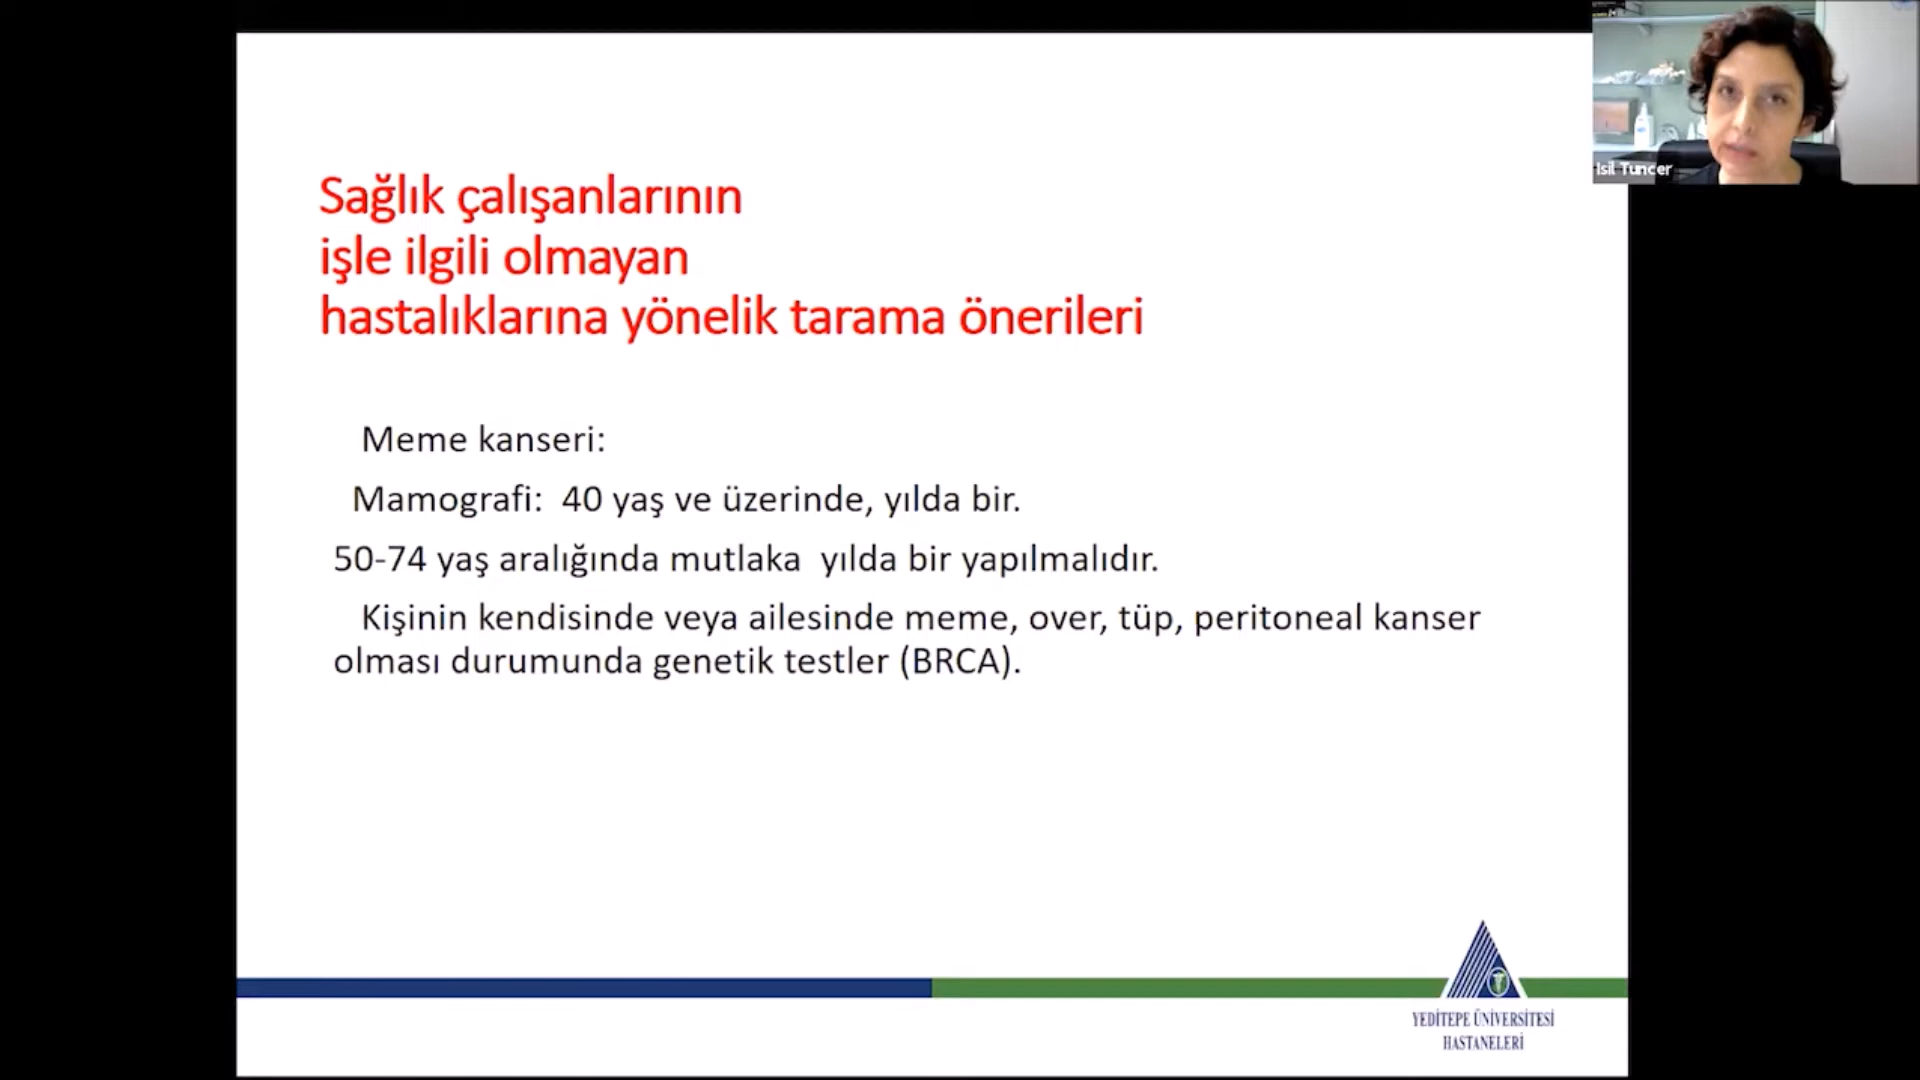 Sağlık çalışanlarının
işle ilgili olmayan
hastalıklarına yönelik tarama önerileri
Meme kanseri:
Mamografi: 40 yaş ve üzerinde, yılda bir.
50-74 yaş aralığında mutlaka yılda bir yapılmalıdır.
Kişinin kendisinde veya ailesinde meme, over, tüp, peritoneal kanser
olması durumunda genetik testler (BRCA).
Isil Tuncer
YEDİTEPE ÜNİVERSİTESİ
HASTANELERİ